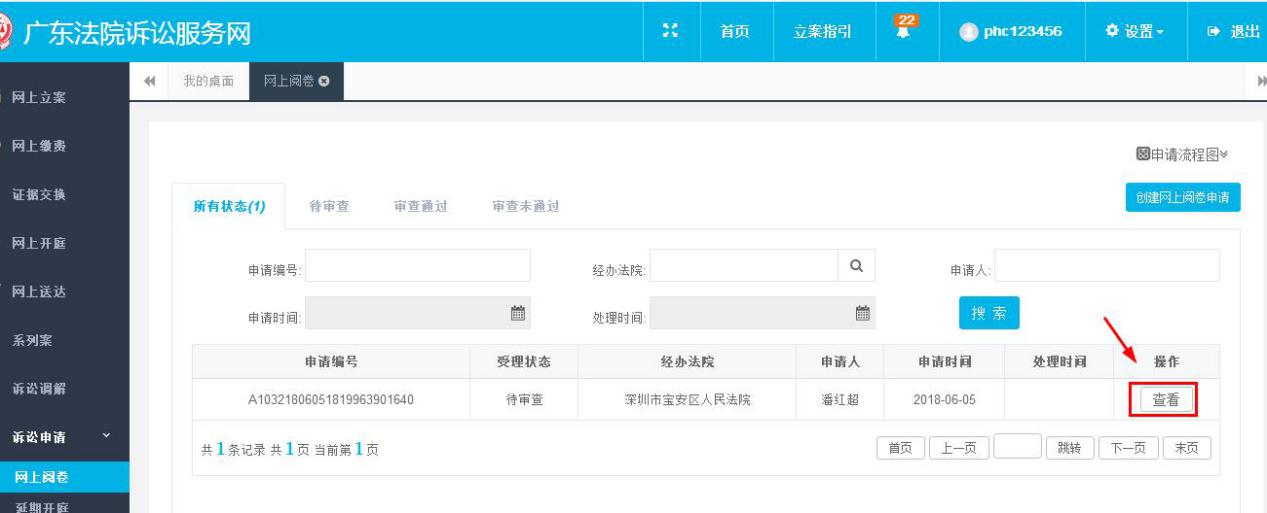 广东法院诉讼服务网
首页
立案指引
22
phc123456
设置
退出
网上立案
网上缴费
证据交换
网上开庭
网上送达
系列案
诉讼调解
诉讼申请
网上阅卷
延期开庭
我的桌面
网上阅卷
申请流程图
创建网上阅卷申请
所有状态(1) 待审查 审查通过 审查未通过
申请编号: 经办法院: 申请人:
申请时间: 处理时间: 搜 索
申请编号 受理状态 经办法院 申请人 申请时间 处理时间 操作
A10321806051819963901640 待审查 深圳市宝安区人民法院 潘红超 2018-06-05 查看
共1条记录 共1页 当前第1页 首页 上一页 跳转 下一页 末页